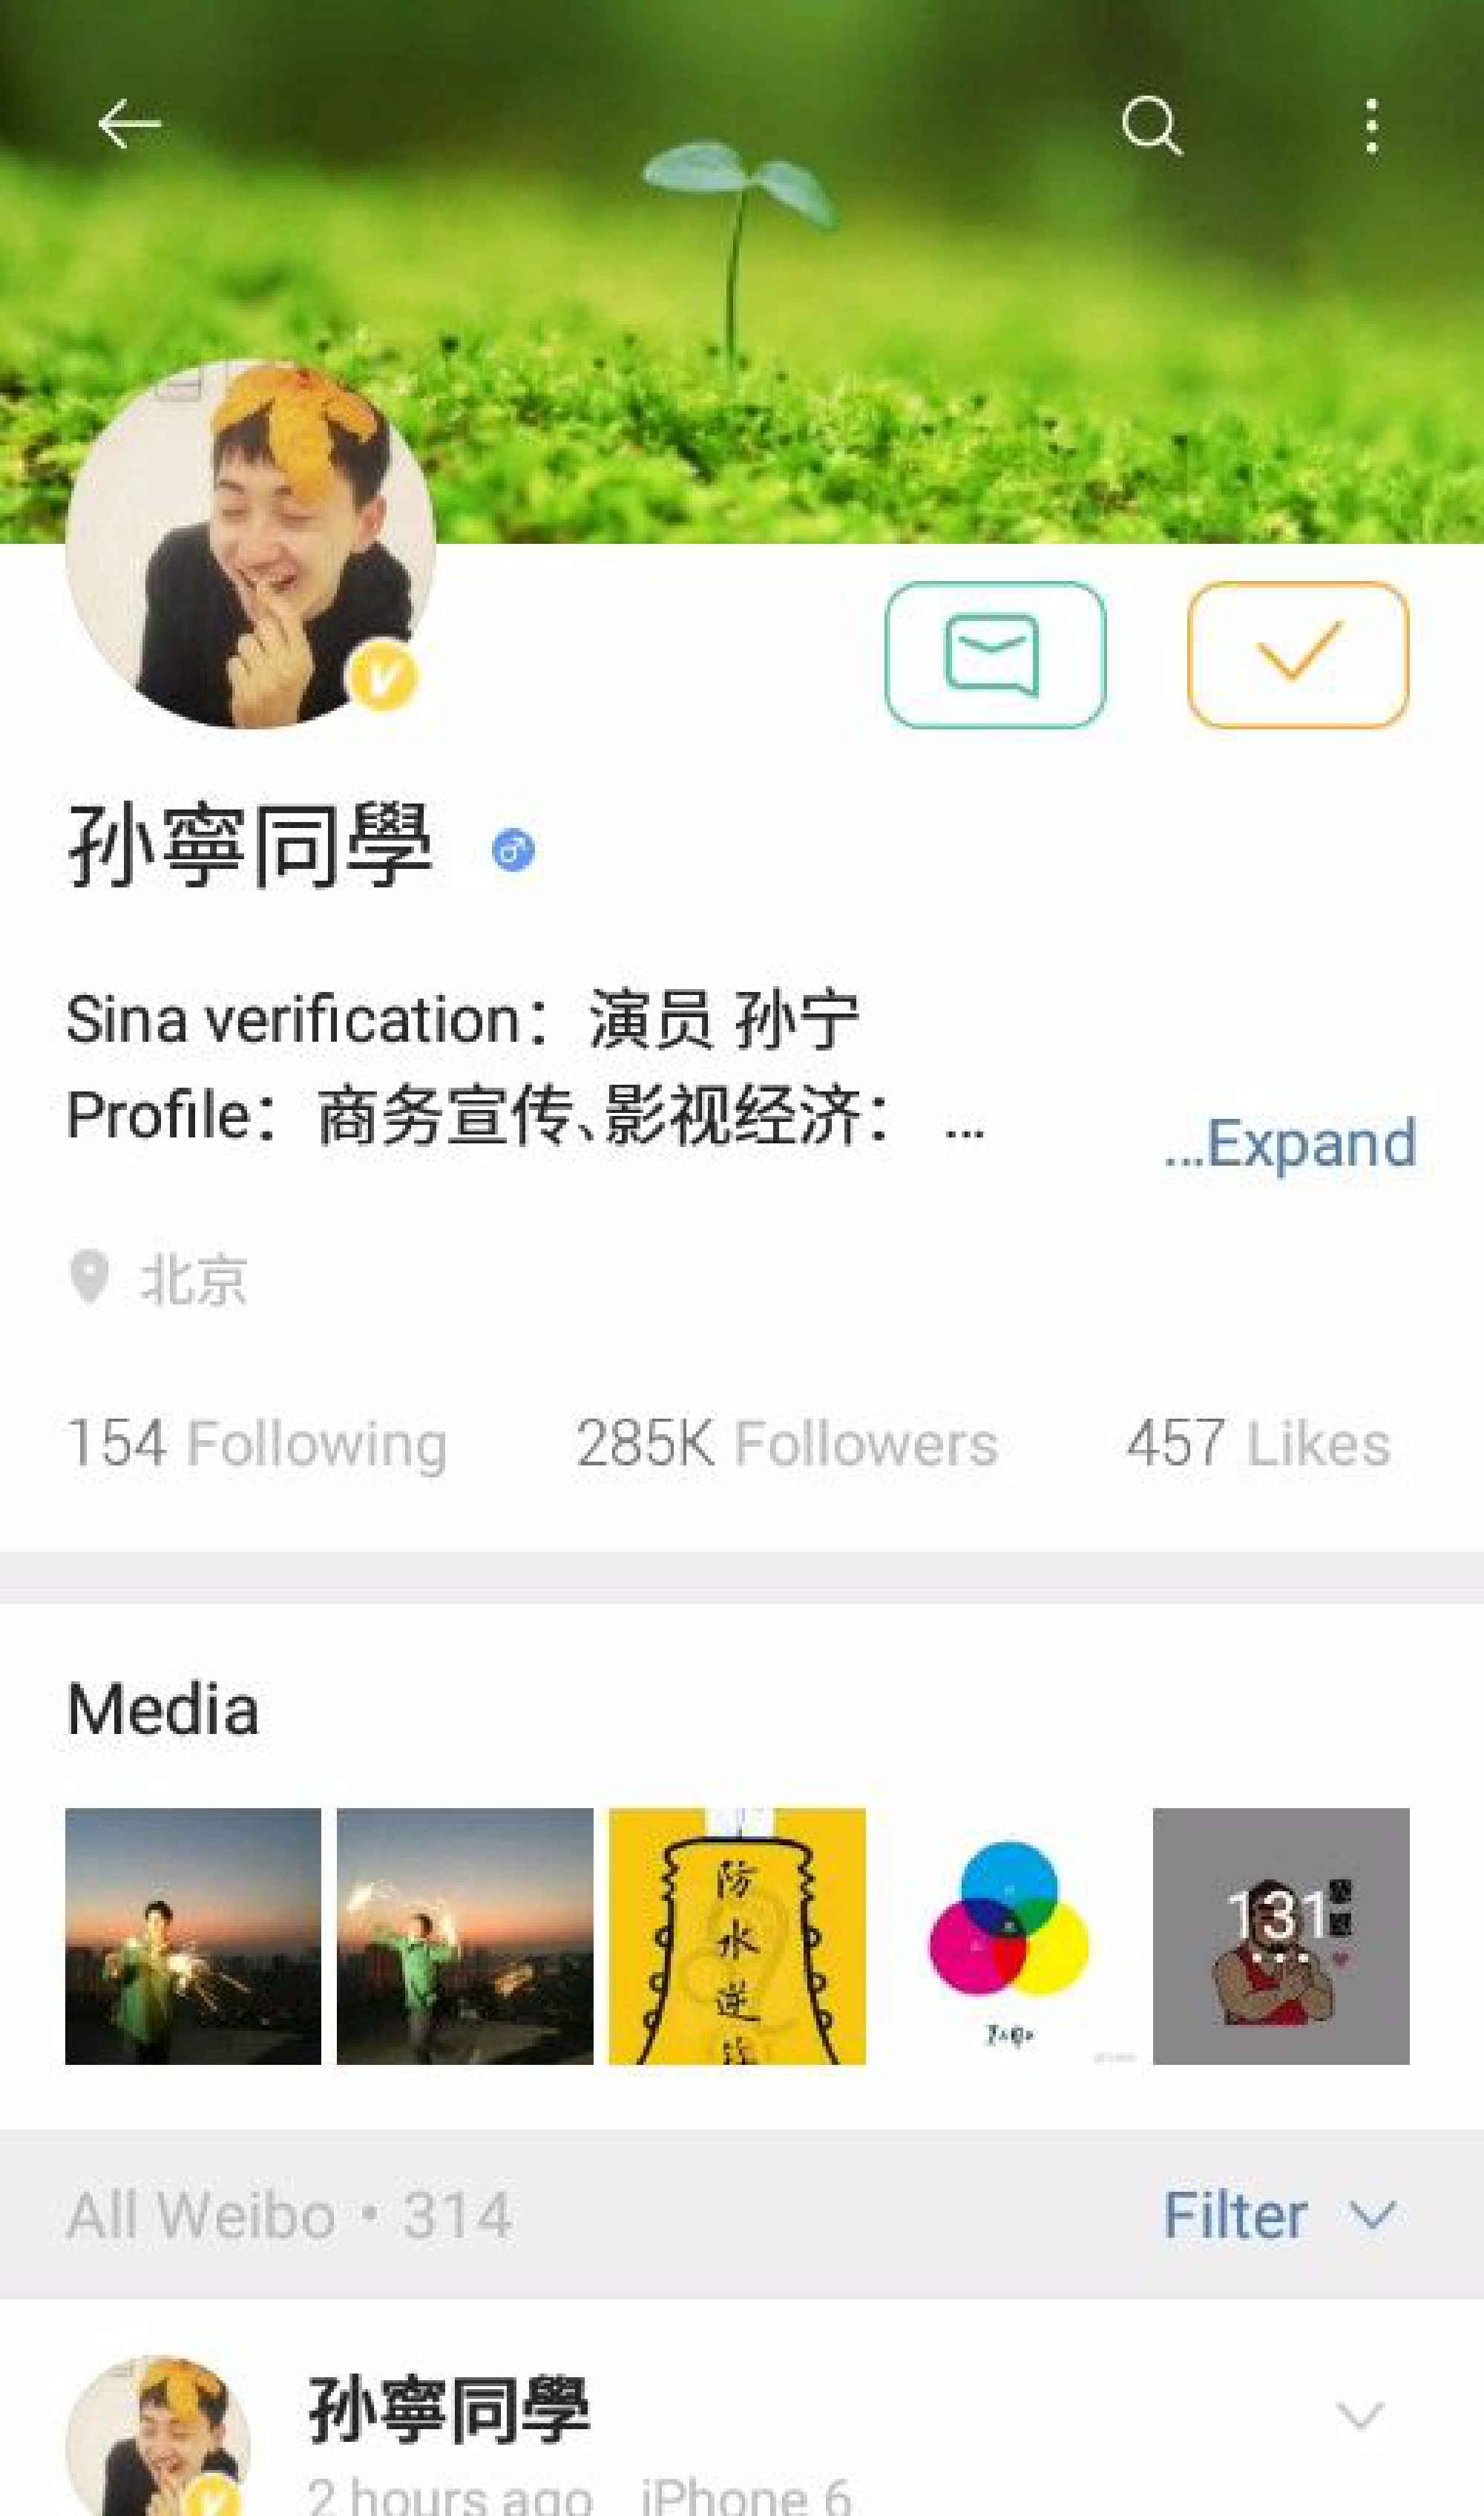 孙寧同學
Sina verification：演员 孙宁
Profile：商务宣传、影视经济： ...
...Expand
北京
154 Following 285K Followers 457 Likes
Media
防
水
逆
131
...
All Weibo • 314 Filter
孙寧同學
2 hours ago iPhone 6